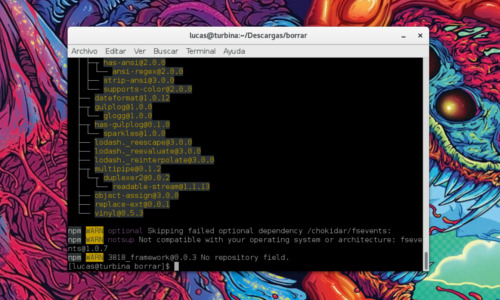 lucas@turbina:~/Descargas/borrar
Archivo Editar Ver Buscar Terminal Ayuda
├─┬ has-ansi@2.0.0
│ └── ansi-regex@2.0.0
├── strip-ansi@3.0.0
└── supports-color@2.0.0
├── dateformat@1.0.12
├─┬ gulplog@1.0.0
│ └── glogg@1.0.0
├─┬ has-gulplog@0.1.0
│ └── sparkles@1.0.0
├── lodash._reescape@3.0.0
├── lodash._reevaluate@3.0.0
├── lodash._reinterpolate@3.0.0
├─┬ multipipe@0.1.2
│ └─┬ duplexer2@0.0.2
│   └── readable-stream@1.1.13
├── object-assign@3.0.0
├── replace-ext@0.0.1
└── vinyl@0.5.3
npm WARN optional Skipping failed optional dependency /chokidar/fsevents:
npm WARN notsup Not compatible with your operating system or architecture: fseve
nts@1.0.7
npm WARN 3818_framework@0.0.3 No repository field.
[lucas@turbina borrar]$